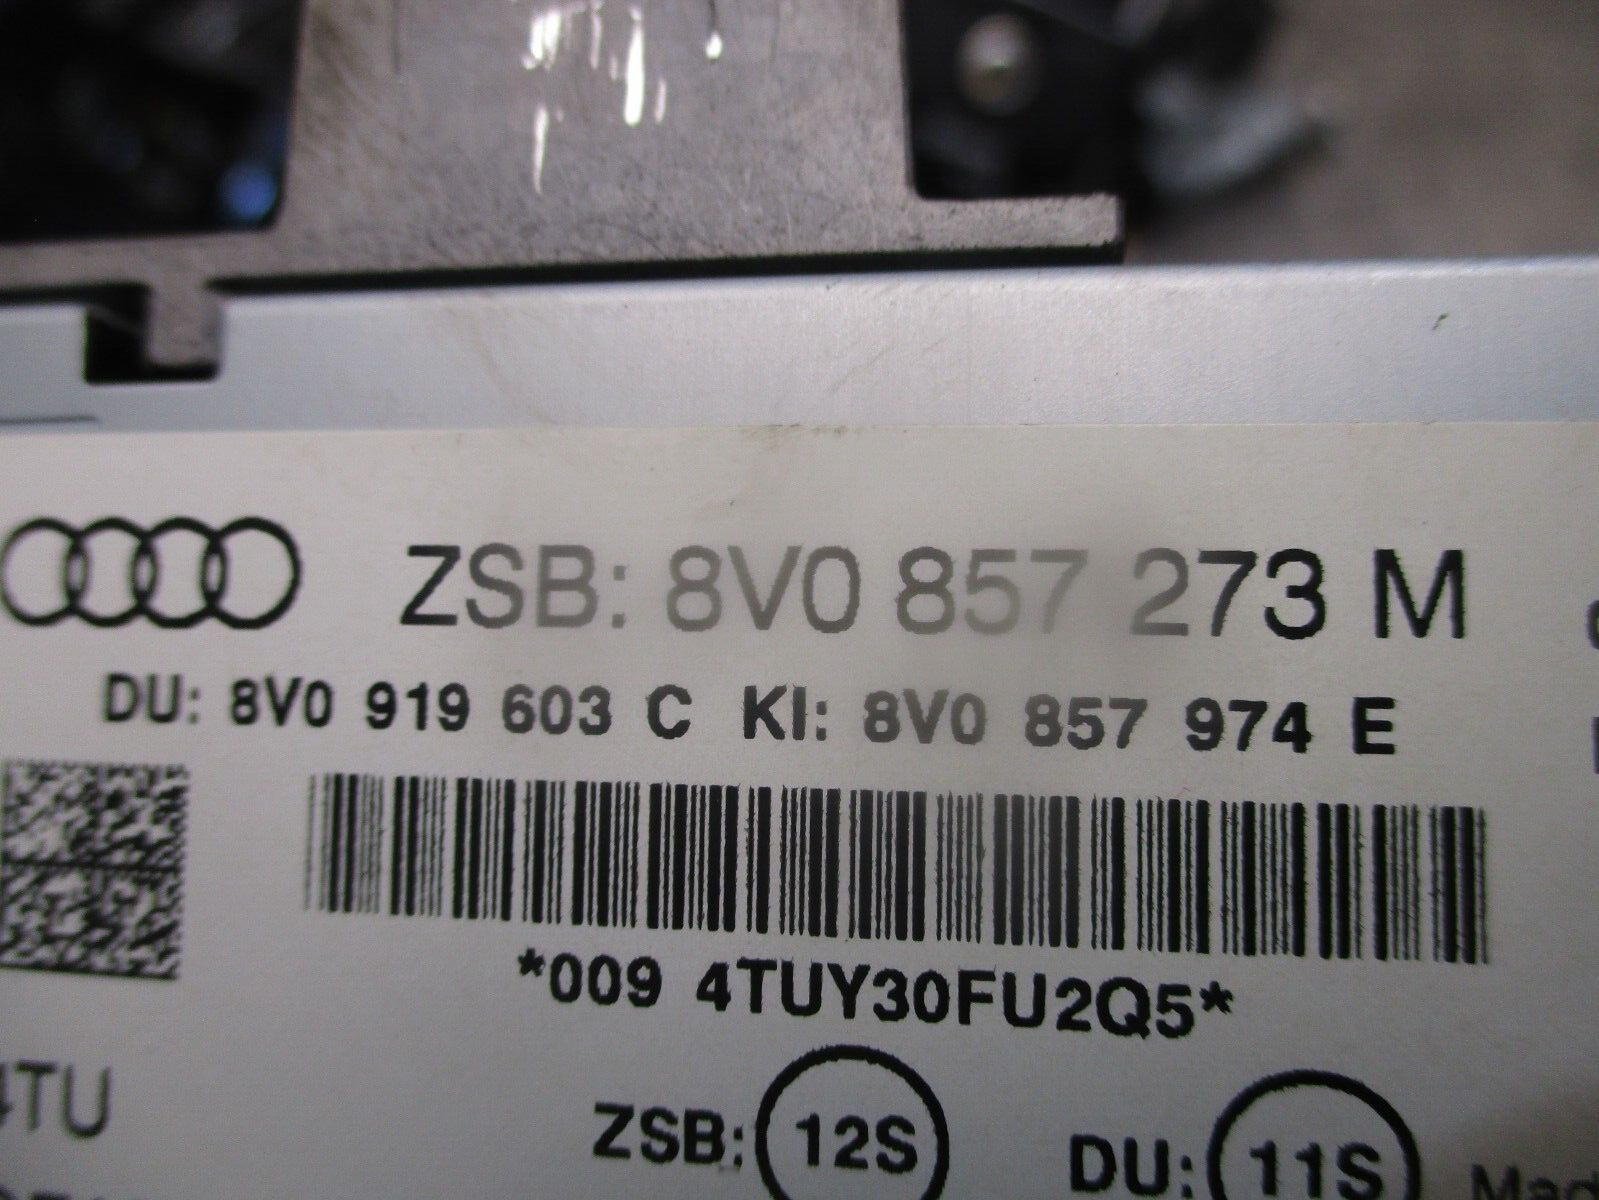 ZSB: 8V0 857 273 M
DU: 8V0 919 603 C KI: 8V0 857 974 E
*009 4TUY30FU2Q5*
4TU
ZSB: 12S DU: 11S Mad